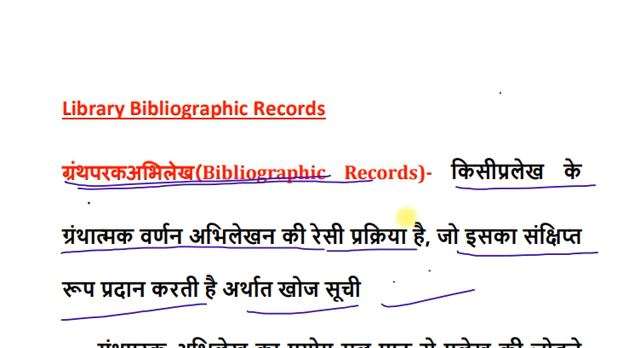 Library Bibliographic Records
ग्रंथपरकअभिलेख(Bibliographic Records)- किसीप्रलेख के
ग्रंथात्मक वर्णन अभिलेखन की रेसी प्रक्रिया है, जो इसका संक्षिप्त
रूप प्रदान करती है अर्थात खोज सूची